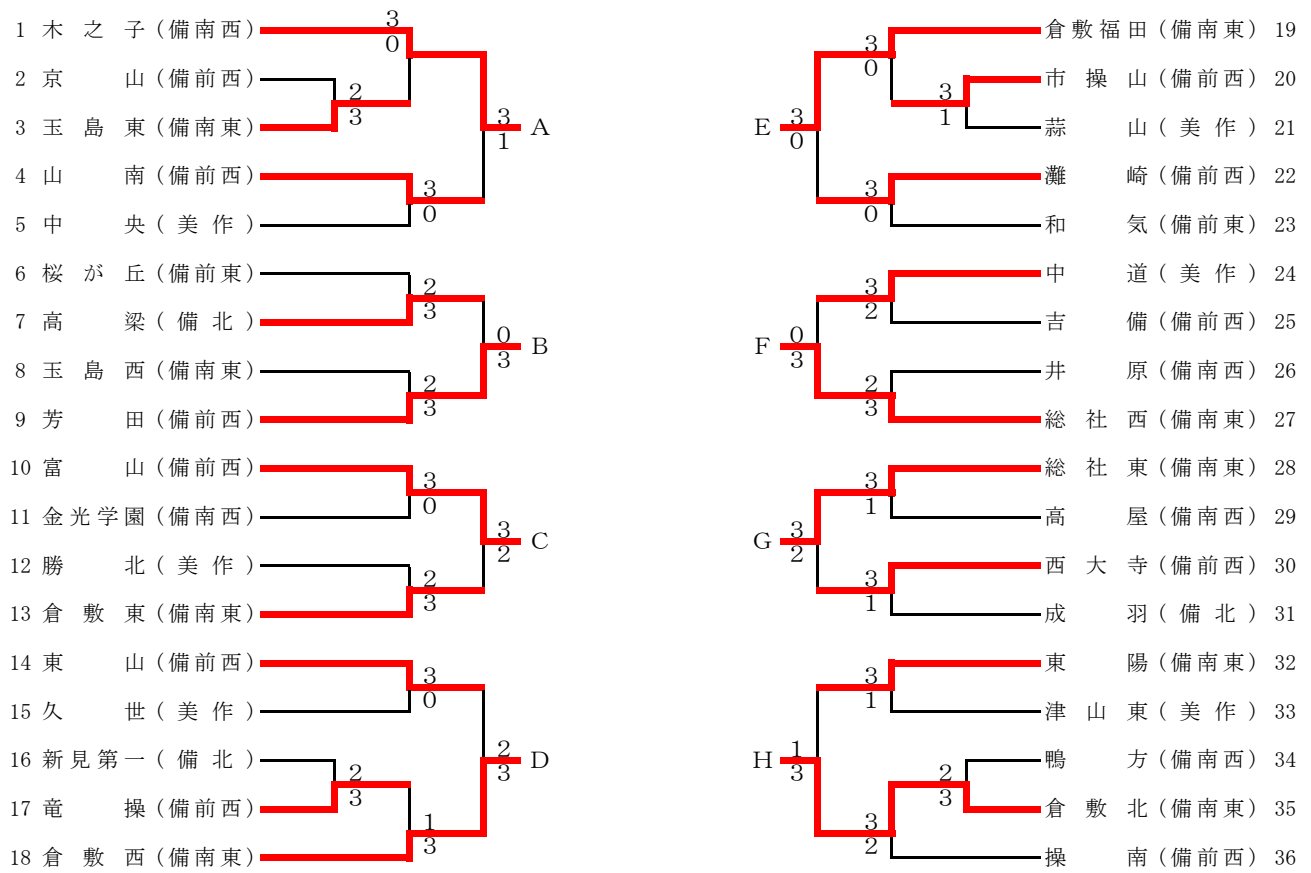 1 木之子(備南西)
2 京山(備前西)
3 玉島東(備南東)
4 山南(備前西)
5 中央(美作)
6 桜が丘(備前東)
7 高梁(備北)
8 玉島西(備南東)
9 芳田(備前西)
10 富山(備前西)
11 金光学園(備南西)
12 勝北(美作)
13 倉敷東(備南東)
14 東山(備前西)
15 久世(美作)
16 新見第一(備北)
17 竜操(備前西)
18 倉敷西(備南東)
3
0
2
3
3
1
A
3
0
2
3
0
3
B
2
3
3
0
3
2
C
2
3
3
0
2
3
D
2
3
1
3
倉敷福田(備南東) 19
市操山(備前西) 20
蒜山(美作) 21
灘崎(備前西) 22
和気(備前東) 23
中道(美作) 24
吉備(備前西) 25
井原(備南西) 26
総社西(備南東) 27
総社東(備南東) 28
高屋(備南西) 29
西大寺(備前西) 30
成羽(備北) 31
東陽(備南東) 32
津山東(美作) 33
鴨方(備南西) 34
倉敷北(備南東) 35
操南(備前西) 36
3
0
3
1
E
3
0
3
0
3
2
F
0
3
2
3
3
1
G
3
2
3
1
3
1
H
1
3
2
3
3
2